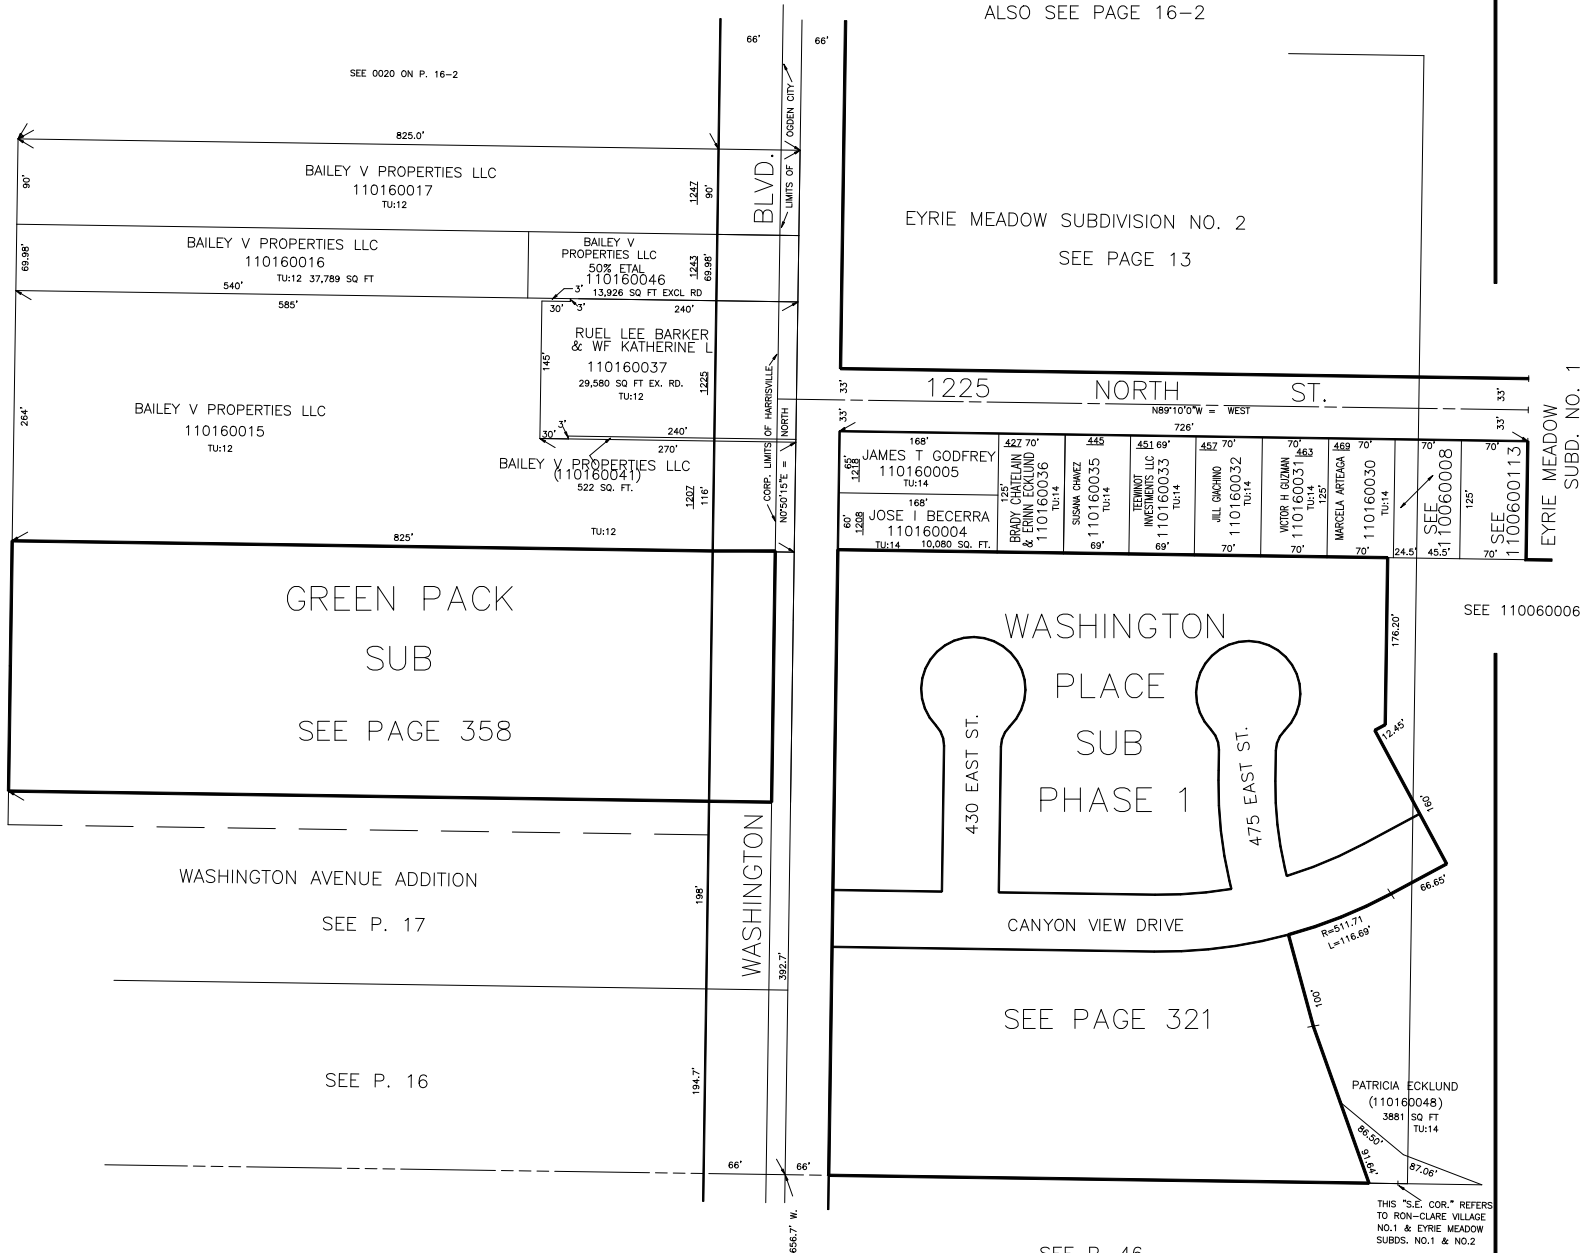 ALSO SEE PAGE 16-2
66'
66'
SEE 0020 ON P. 16-2
LIMITS OF OGDEN CITY
825.0'
90'
BAILEY V PROPERTIES LLC
110160017
TU:12
1247
90'
BLVD.
EYRIE MEADOW SUBDIVISION NO. 2
SEE PAGE 13
69.98'
BAILEY V PROPERTIES LLC
110160016
TU:12 37,789 SQ FT
540'
BAILEY V
PROPERTIES LLC
50% ETAL
110160046
13,926 SQ FT EXCL RD
1243
69.98'
585'
3'
30'
3'
240'
RUEL LEE BARKER
& WF KATHERINE L
110160037
29,580 SQ FT EX. RD.
TU:12
145'
1225
264'
BAILEY V PROPERTIES LLC
110160015
TU:12
30'
3'
240'
270'
BAILEY V PROPERTIES LLC
(110160041)
522 SQ. FT.
1207
116'
TU:12
825'
CORP. LIMITS OF HARRISVILLE
N0°50'15"E = NORTH
33'
33'
1225 NORTH ST.
N89°10'0"W = WEST
726'
33'
33'
EYRIE MEADOW
SUBD. NO. 1
168'
JAMES T GODFREY
110160005
TU:14
65'
1218
168'
JOSE I BECERRA
110160004
TU:14 10,080 SQ. FT.
60'
1208
427 70'
125'
BRADY CHATELAIN
& ERINN ECKLUND
110160036
TU:14
445
SUSANA CHAVEZ
110160035
TU:14
69'
451 69'
TEEWINOT
INVESTMENTS LLC
110160033
TU:14
69'
457 70'
JILL GIACHINO
110160032
TU:14
70'
70'
463
VICTOR H GUZMAN
110160031
TU:14
125'
70'
469
70'
MARCELA ARTEAGA
110160030
TU:14
70'
70'
SEE
110060008
24.5'
45.5'
125'
70'
SEE
1100600113
70'
SEE 110060006
GREEN PACK
SUB
SEE PAGE 358
WASHINGTON
PLACE
SUB
PHASE 1
430 EAST ST.
475 EAST ST.
176.20'
12.45'
160'
66.65'
R=511.71
L=116.69'
CANYON VIEW DRIVE
WASHINGTON AVENUE ADDITION
SEE P. 17
198'
WASHINGTON
392.7'
SEE PAGE 321
100'
SEE P. 16
194.7'
PATRICIA ECKLUND
(110160048)
3881 SQ FT
TU:14
86.50'
91.64'
87.06'
66'
66'
656.7' W.
THIS "S.E. COR." REFERS
TO RON-CLARE VILLAGE
NO.1 & EYRIE MEADOW
SUBDS. NO.1 & NO.2
SEE P. 46